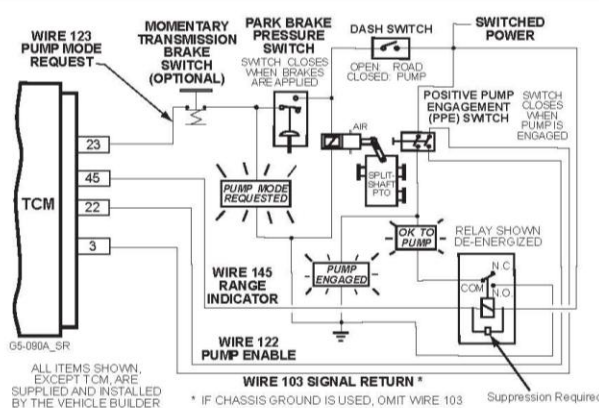 WIRE 123
PUMP MODE
REQUEST
MOMENTARY
TRANSMISSION
BRAKE
SWITCH
(OPTIONAL)
PARK BRAKE
PRESSURE
SWITCH
SWITCH CLOSES
WHEN BRAKES
ARE APPLIED
DASH SWITCH
OPEN: ROAD
CLOSED: PUMP
SWITCHED
POWER
POSITIVE PUMP
ENGAGEMENT
(PPE) SWITCH
SWITCH
CLOSES
WHEN
PUMP IS
ENGAGED
AIR
SPLIT-
SHAFT
PTO
TCM
23
45
22
3
PUMP MODE
REQUESTED
OK TO
PUMP
PUMP
ENGAGED
RELAY SHOWN
DE-ENERGIZED
N.C.
COM
N.O.
WIRE 145
RANGE
INDICATOR
WIRE 122
PUMP ENABLE
G5-090A_SR
ALL ITEMS SHOWN,
EXCEPT TCM, ARE
SUPPLIED AND INSTALLED
BY THE VEHICLE BUILDER
WIRE 103 SIGNAL RETURN *
* IF CHASSIS GROUND IS USED, OMIT WIRE 103
Suppression Required